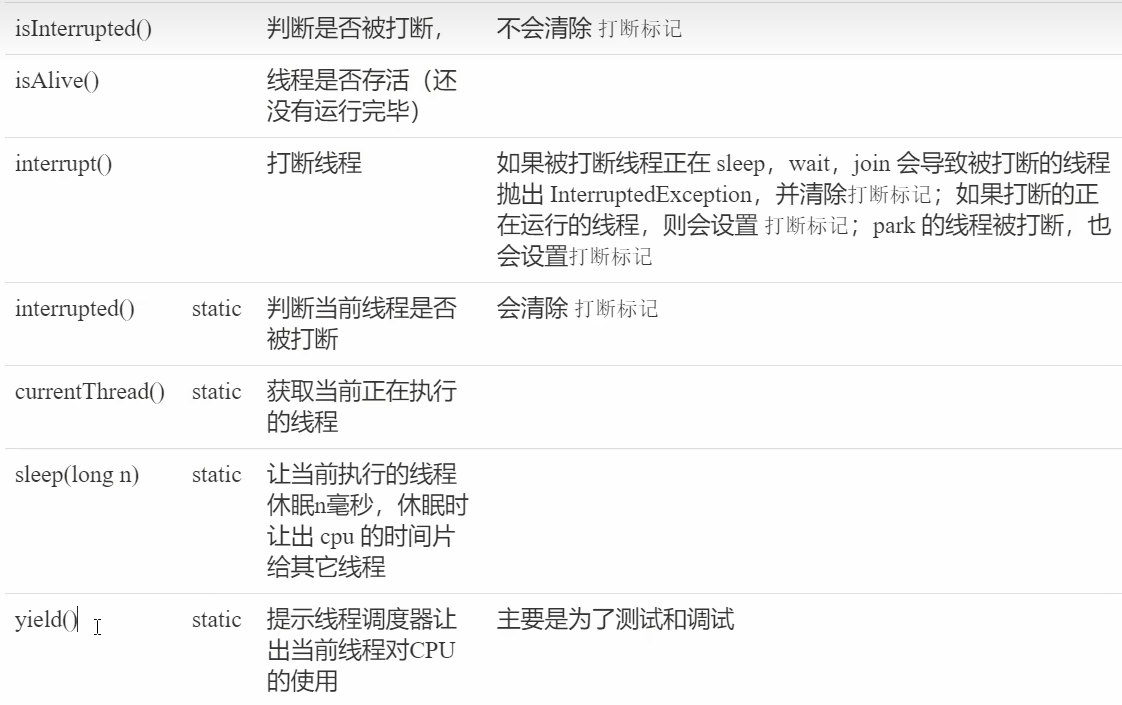 isInterrupted() 判断是否被打断， 不会清除 打断标记
isAlive() 线程是否存活（还
没有运行完毕）
interrupt() 打断线程 如果被打断线程正在 sleep，wait，join 会导致被打断的线程
抛出 InterruptedException，并清除打断标记；如果打断的正
在运行的线程，则会设置 打断标记；park 的线程被打断，也
会设置打断标记
interrupted() static 判断当前线程是否 会清除 打断标记
被打断
currentThread() static 获取当前正在执行
的线程
sleep(long n) static 让当前执行的线程
休眠n毫秒，休眠时
让出 cpu 的时间片
给其它线程
yield() static 提示线程调度器让 主要是为了测试和调试
出当前线程对CPU
的使用